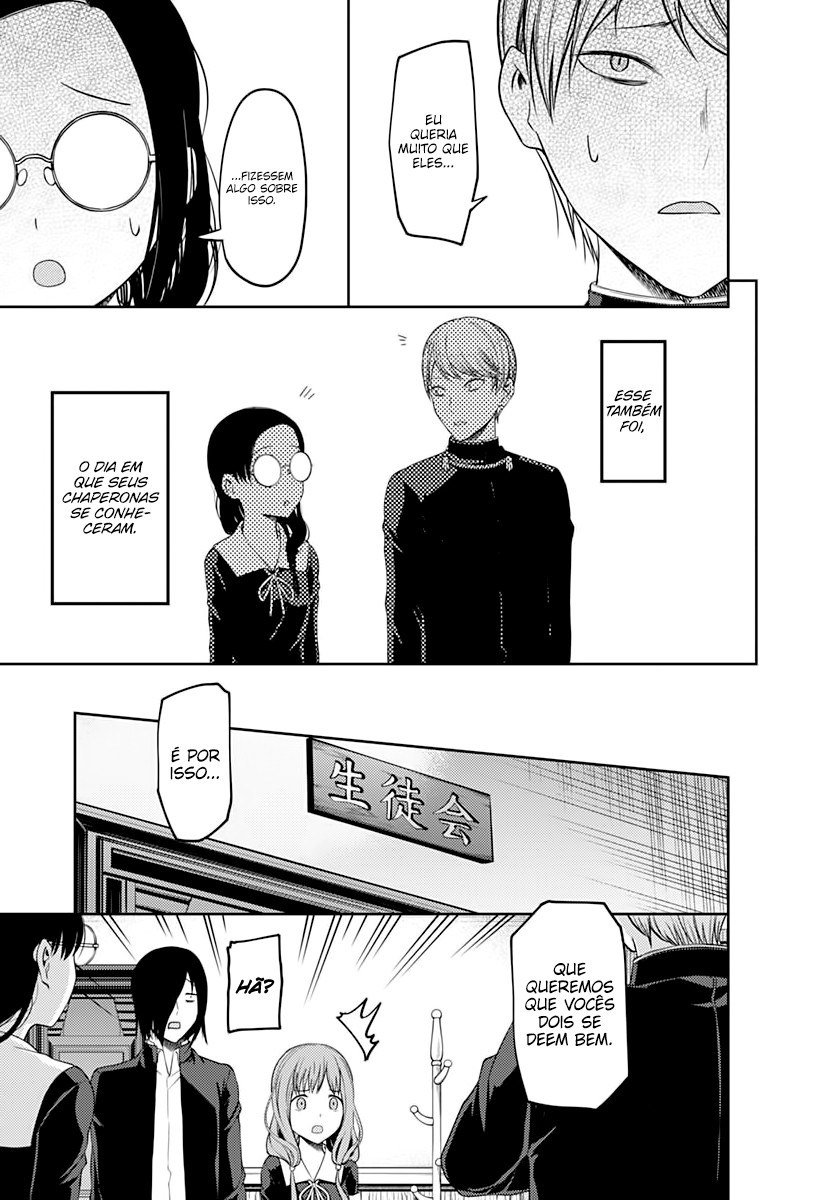 EU
QUERIA
MUITO QUE
ELES...
...FIZESSEM
ALGO SOBRE
ISSO.
ESSE
TAMBÉM
FOI,
O DIA EM
QUE SEUS
CHAPERONAS
SE CONHE-
CERAM.
É POR
ISSO...
生徒会
QUE
QUEREMOS
QUE VOCÊS
DOIS SE
DEEM BEM.
HÃ?